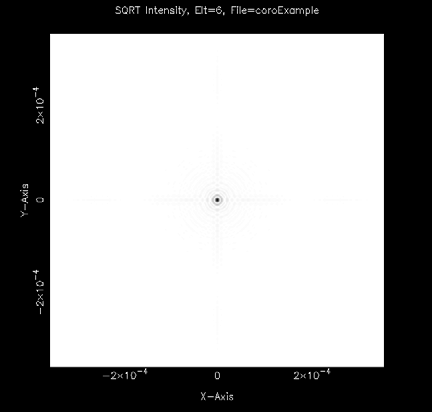 SQRT Intensity, Elt=6, File=coroExample
2×10⁻⁴
Y-Axis
0
−2×10⁻⁴
−2×10⁻⁴ 0 2×10⁻⁴
X-Axis